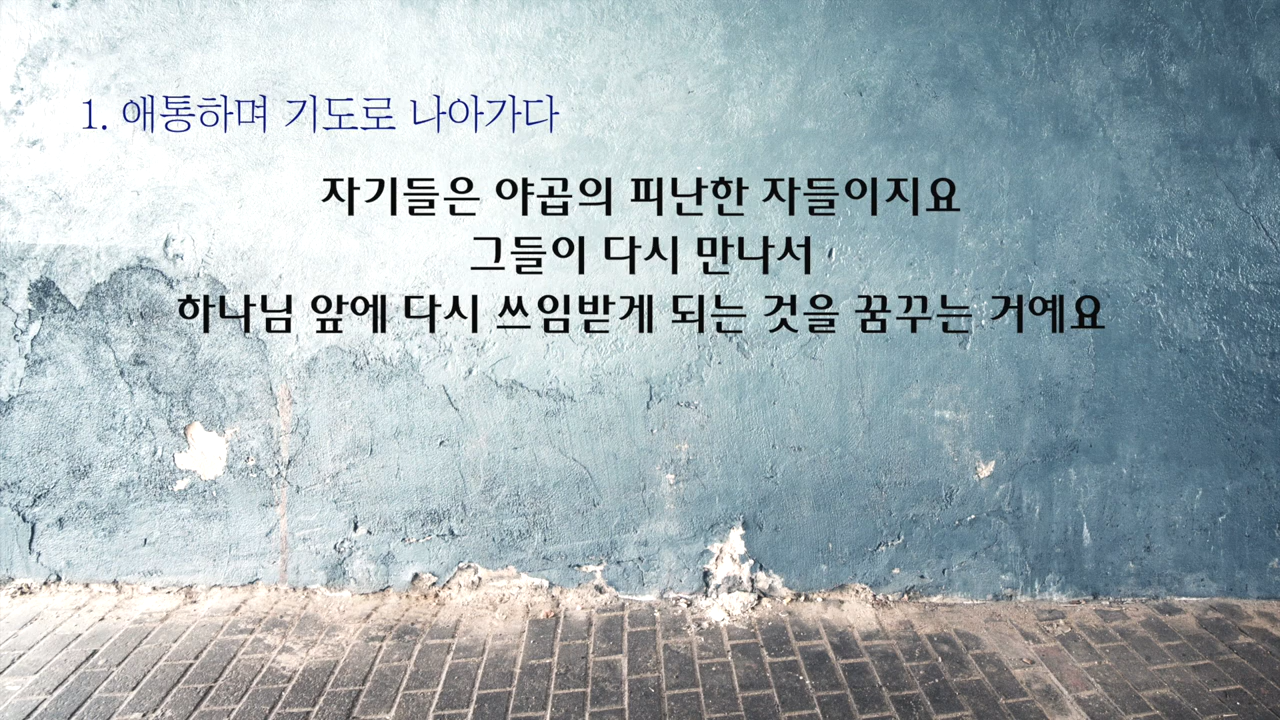 1. 애통하며 기도로 나아가다
자기들은 야곱의 피난한 자들이지요
그들이 다시 만나서
하나님 앞에 다시 쓰임받게 되는 것을 꿈꾸는 거예요